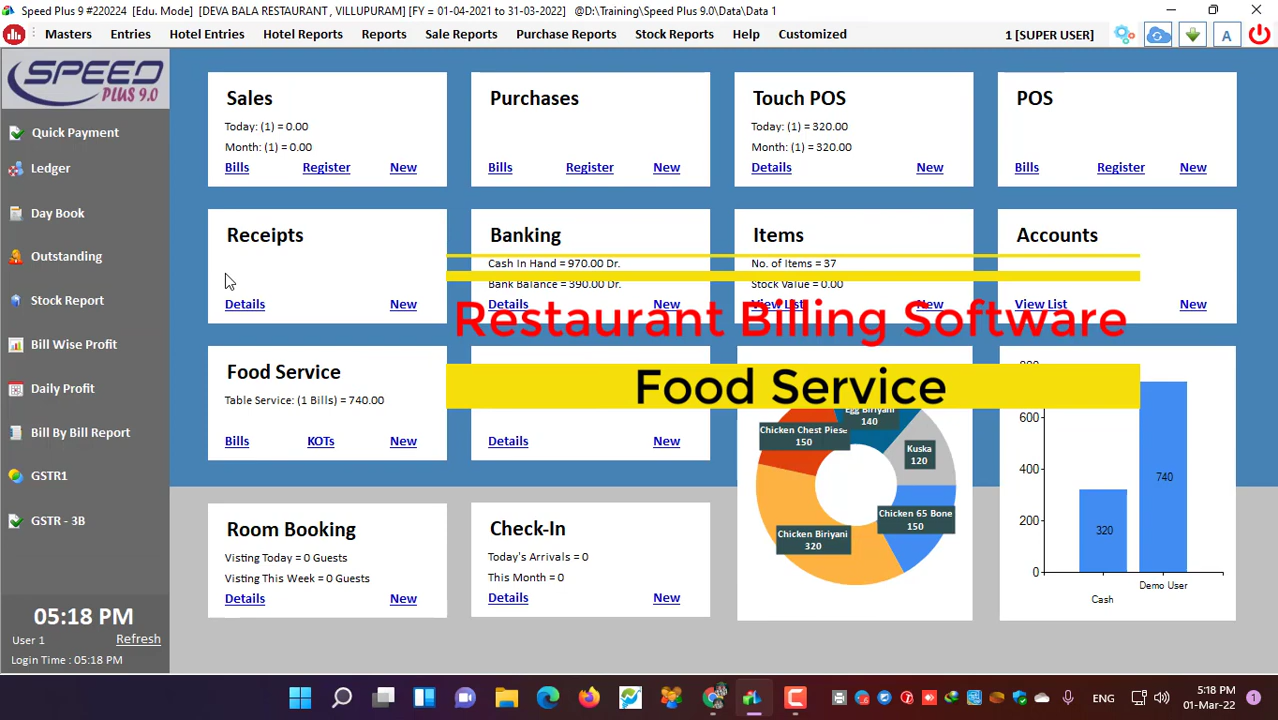 Speed Plus 9 #220224 [Edu. Mode] [DEVA BALA RESTAURANT , VILLUPURAM] [FY = 01-04-2021 to 31-03-2022] @D:\Training\Speed Plus 9.0\Data\Data 1
Masters Entries Hotel Entries Hotel Reports Reports Sale Reports Purchase Reports Stock Reports Help Customized 1 [SUPER USER] A
SPEED
PLUS 9.0
Quick Payment
Ledger
Day Book
Outstanding
Stock Report
Bill Wise Profit
Daily Profit
Bill By Bill Report
GSTR1
GSTR - 3B
05:18 PM
User 1 Refresh
Login Time : 05:18 PM
Sales
Today: (1) = 0.00
Month: (1) = 0.00
Bills Register New
Purchases
Bills Register New
Touch POS
Today: (1) = 320.00
Month: (1) = 320.00
Details New
POS
Bills Register New
Receipts
Details New
Banking
Cash In Hand = 970.00 Dr.
Bank Balance = 390.00 Dr.
Details New
Items
No. of Items = 37
Stock Value = 0.00
View List New
Accounts
View List New
Restaurant Billing Software
Food Service
Food Service
Table Service: (1 Bills) = 740.00
Bills KOTs New
Details New
Egg Biriyani
140
Chicken Chest Piese
150
Kuska
120
Chicken 65 Bone
150
Chicken Biriyani
320
600
400
200
0
740
320
Demo User
Cash
Room Booking
Visting Today = 0 Guests
Visting This Week = 0 Guests
Details New
Check-In
Today's Arrivals = 0
This Month = 0
Details New
ENG
5:18 PM
01-Mar-22
1